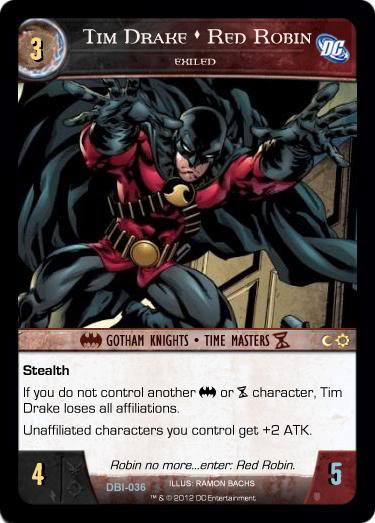 3
TIM DRAKE ♦ RED ROBIN
DC
EXILED
GOTHAM KNIGHTS • TIME MASTERS
Stealth
If you do not control another or character, Tim
Drake loses all affiliations.
Unaffiliated characters you control get +2 ATK.
Robin no more...enter: Red Robin.
4
DBI-036
ILLUS: RAMON BACHS
5
™ & © 2012 DC Entertainment